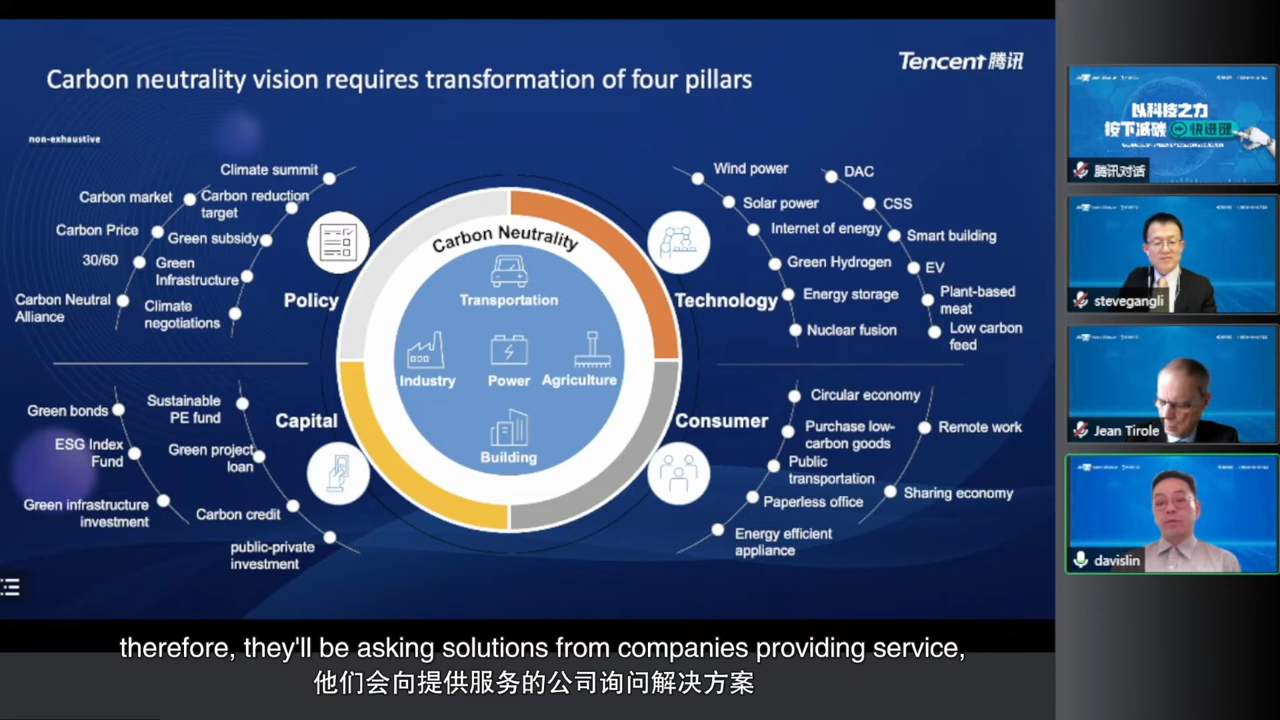 Tencent 腾讯
Carbon neutrality vision requires transformation of four pillars
non-exhaustive
Climate summit
Carbon market
Carbon reduction
target
Carbon Price
Green subsidy
30/60
Green
Infrastructure
Carbon Neutral
Alliance
Climate
negotiations
Policy
Carbon Neutrality
Transportation
Industry
Power
Agriculture
Building
Technology
Wind power
Solar power
Internet of energy
Green Hydrogen
Energy storage
Nuclear fusion
DAC
CSS
Smart building
EV
Plant-based
meat
Low carbon
feed
Capital
Green bonds
Sustainable
PE fund
ESG Index
Fund
Green project
loan
Green infrastructure
investment
Carbon credit
public-private
investment
Consumer
Circular economy
Purchase low-
carbon goods
Public
transportation
Paperless office
Energy efficient
appliance
Remote work
Sharing economy
以科技之力
按下减碳 快进键
腾讯对话
stevegangli
Jean Tirole
davislin
therefore, they'll be asking solutions from companies providing service,
他们会向提供服务的公司询问解决方案